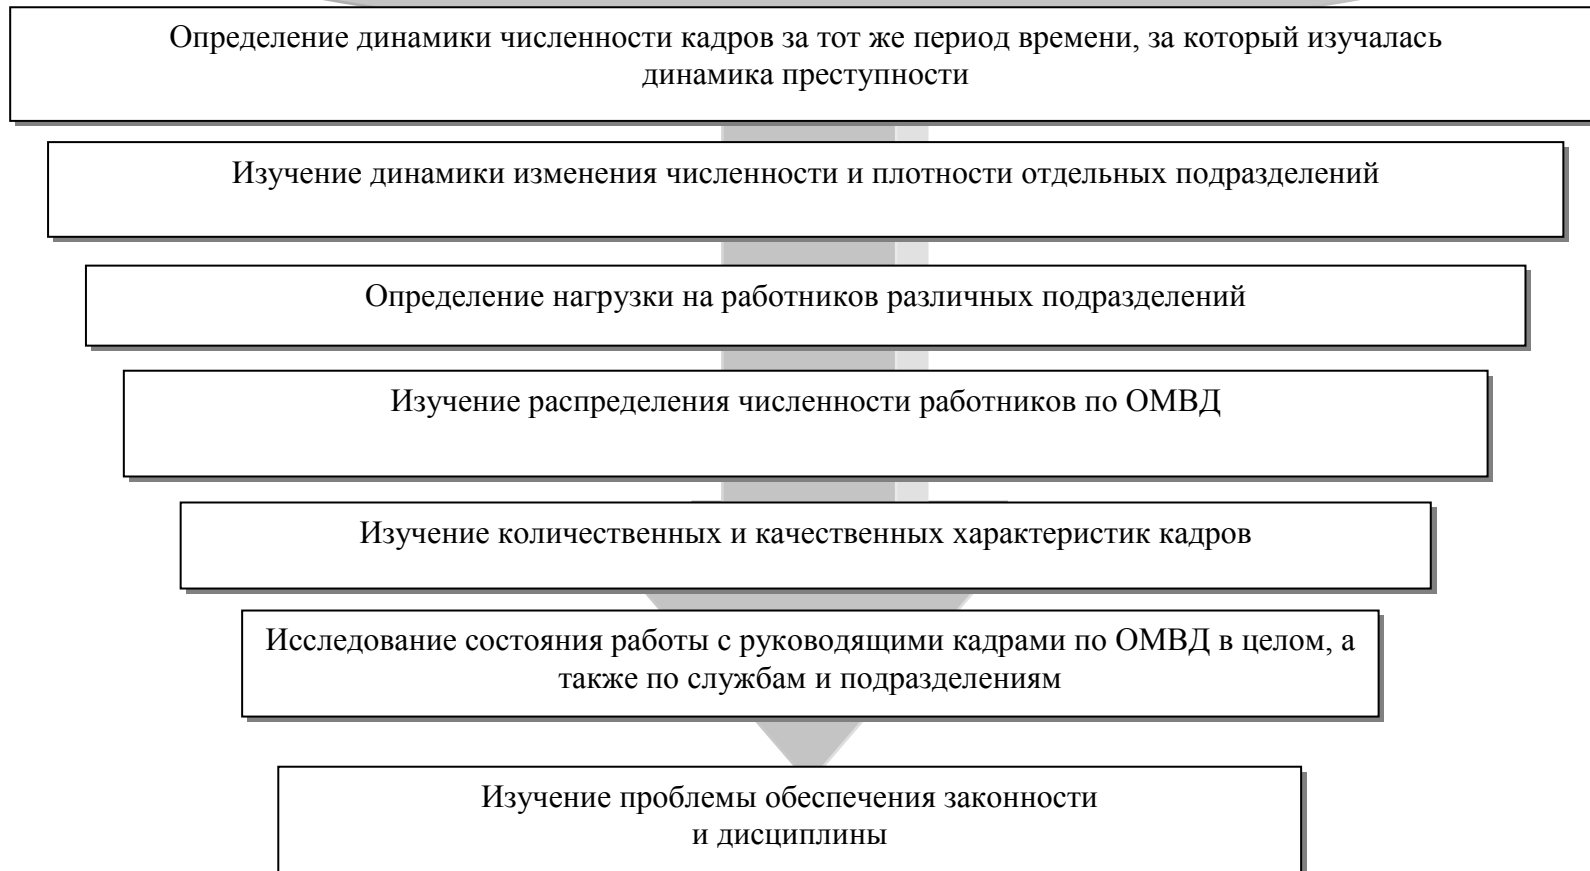 Определение динамики численности кадров за тот же период времени, за который изучалась
динамика преступности
Изучение динамики изменения численности и плотности отдельных подразделений
Определение нагрузки на работников различных подразделений
Изучение распределения численности работников по ОМВД
Изучение количественных и качественных характеристик кадров
Исследование состояния работы с руководящими кадрами по ОМВД в целом, а
также по службам и подразделениям
Изучение проблемы обеспечения законности
и дисциплины